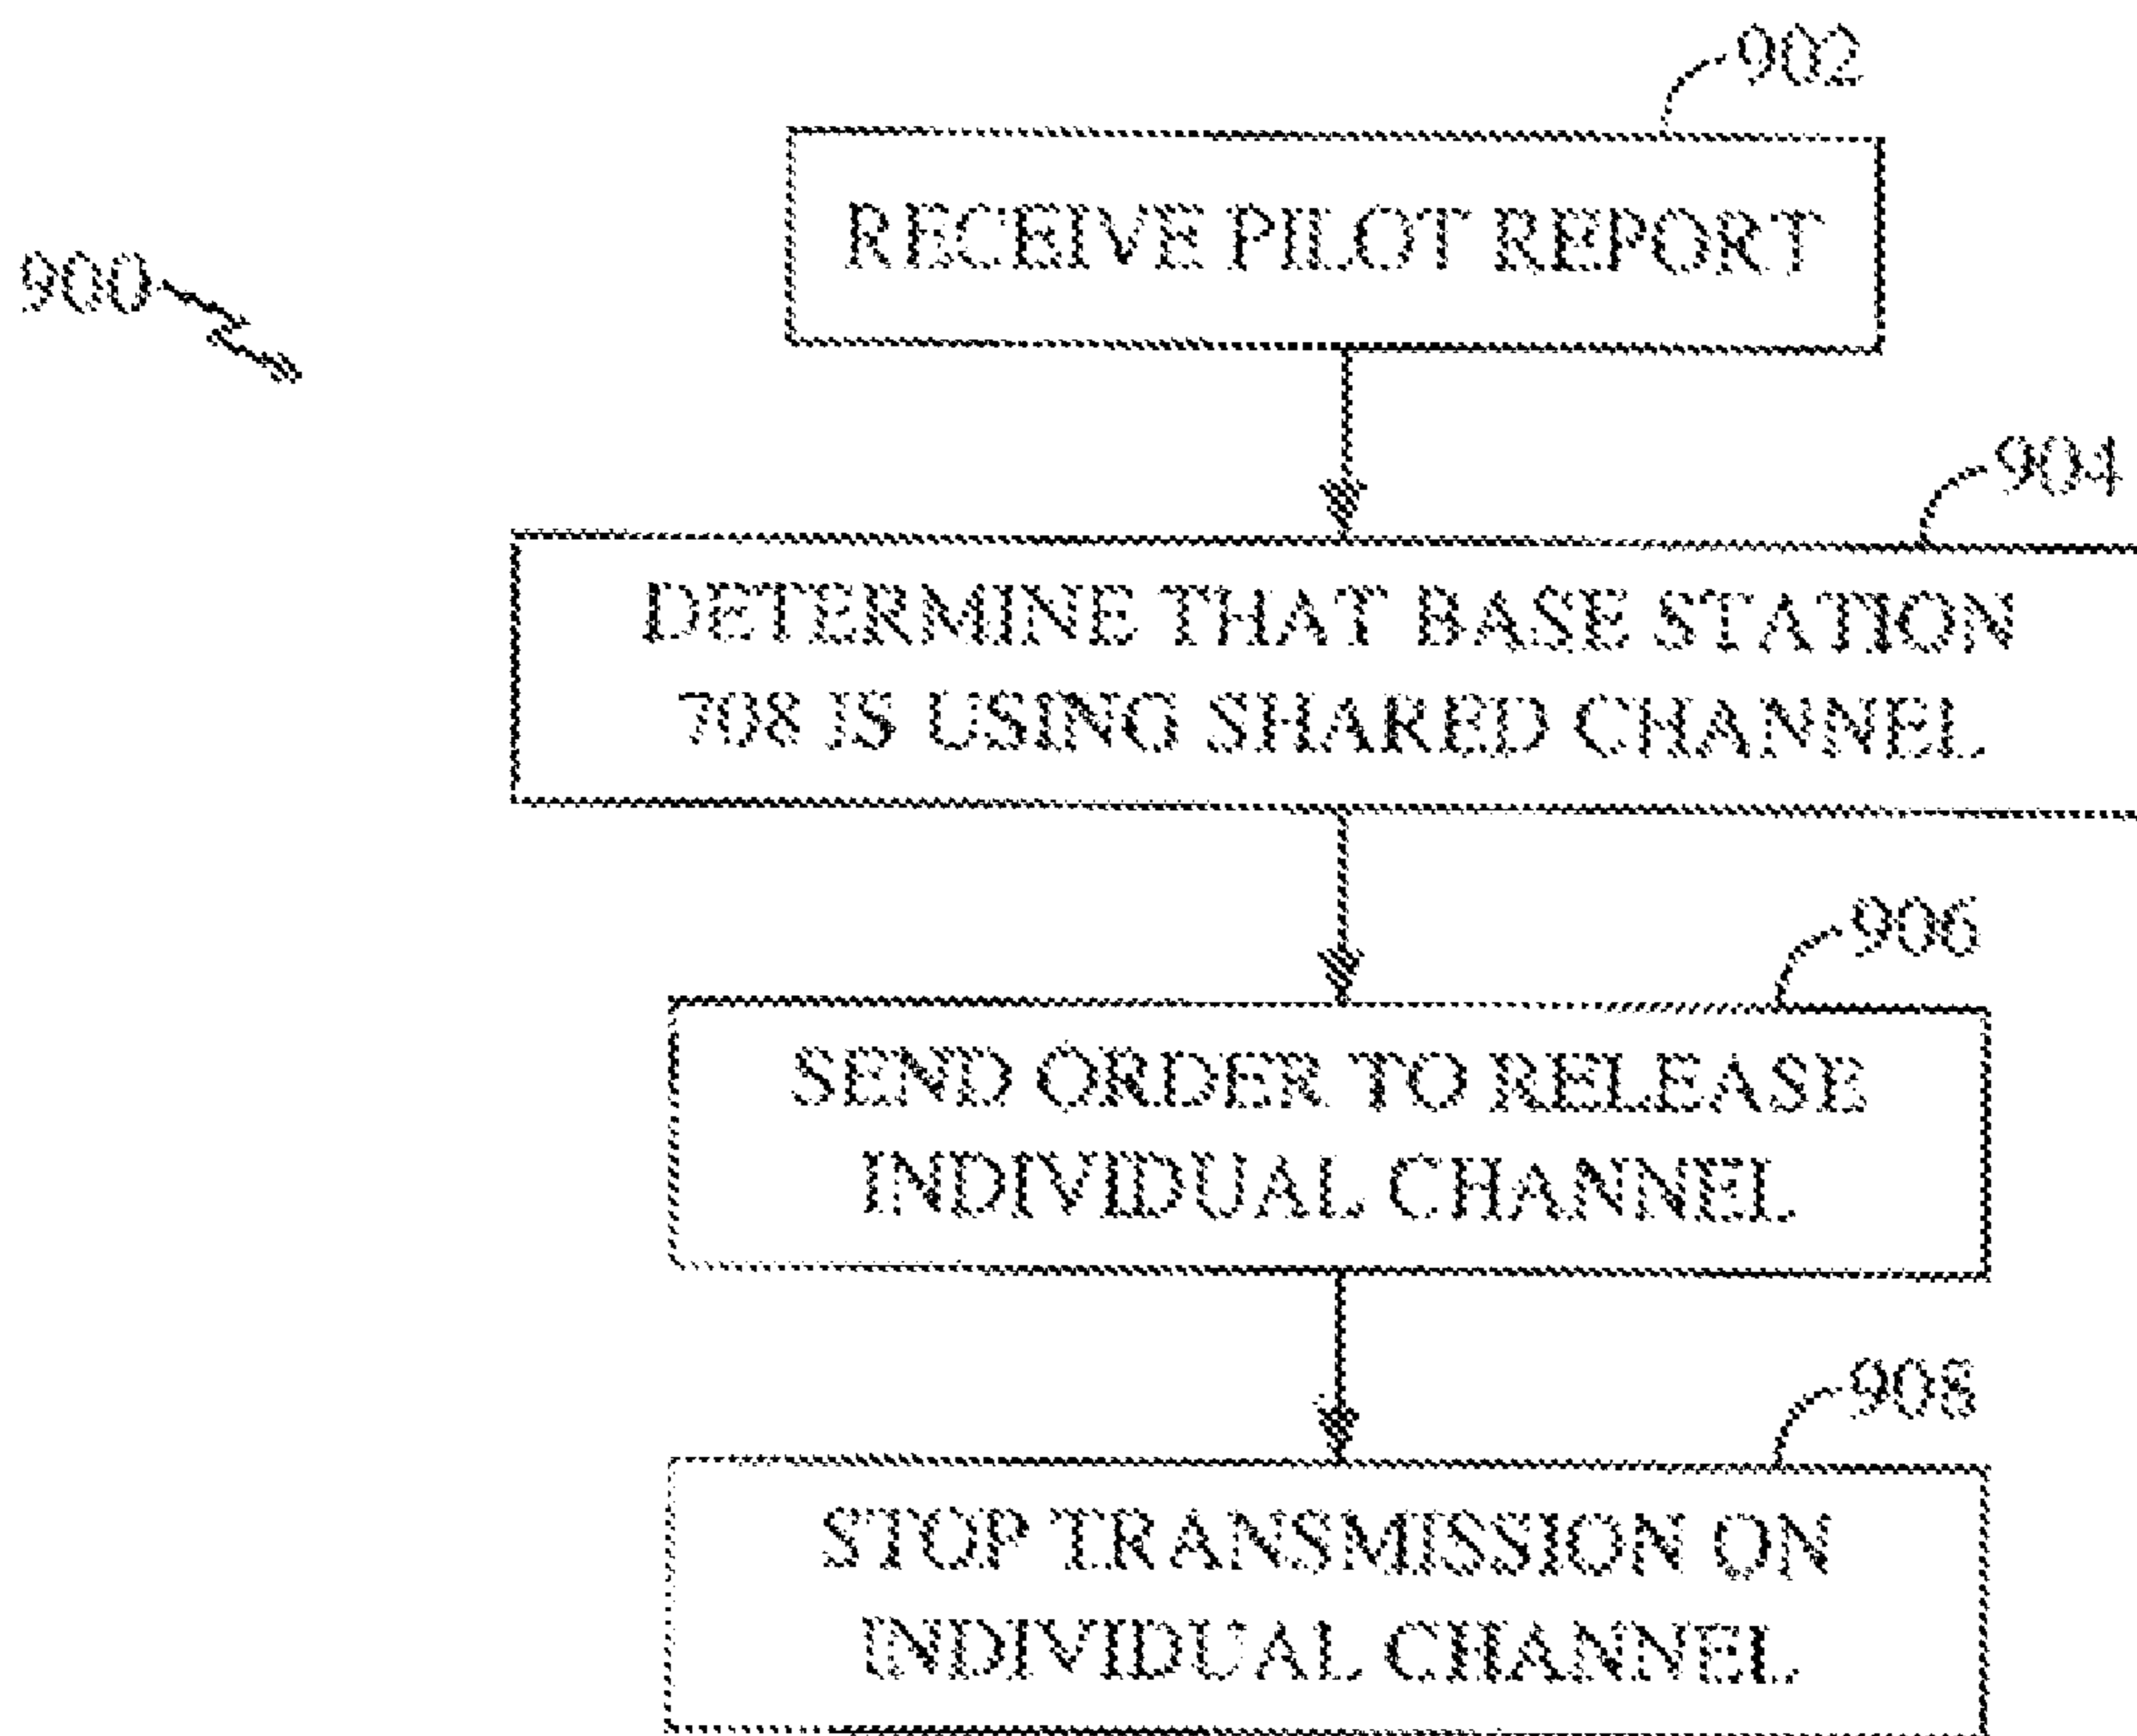 902
RECEIVE PILOT REPORT
900
904
DETERMINE THAT BASE STATION
708 IS USING SHARED CHANNEL
906
SEND ORDER TO RELEASE
INDIVIDUAL CHANNEL
908
STOP TRANSMISSION ON
INDIVIDUAL CHANNEL